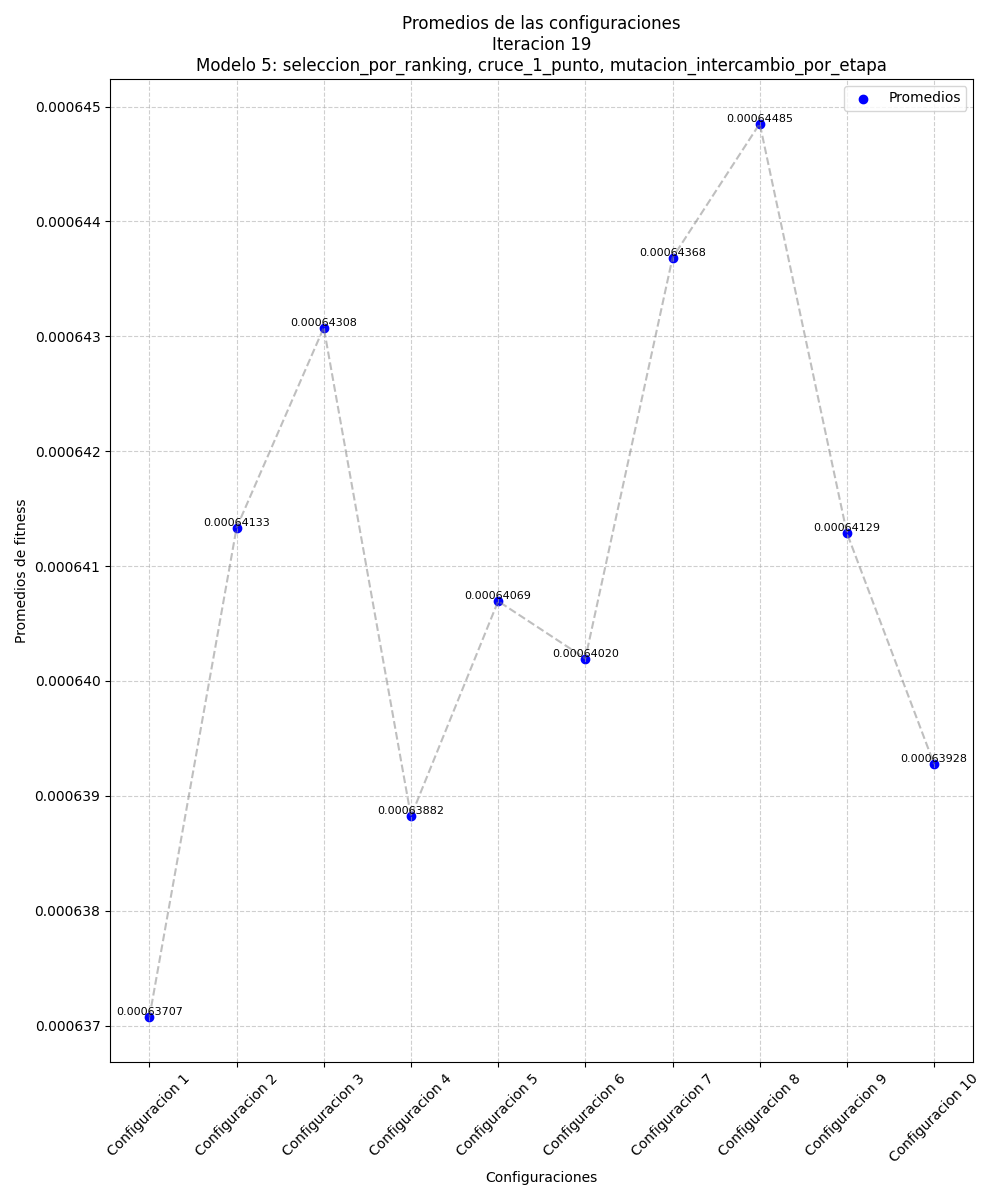 Promedios de las configuraciones
Iteracion 19
Modelo 5: seleccion_por_ranking, cruce_1_punto, mutacion_intercambio_por_etapa
Promedios
0.000645
0.000644
0.000643
0.000642
0.000641
0.000640
0.000639
0.000638
0.000637
Promedios de fitness
0.00063707
0.00064133
0.00064308
0.00063882
0.00064069
0.00064020
0.00064368
0.00064485
0.00064129
0.00063928
Configuracion 1
Configuracion 2
Configuracion 3
Configuracion 4
Configuracion 5
Configuracion 6
Configuracion 7
Configuracion 8
Configuracion 9
Configuracion 10
Configuraciones